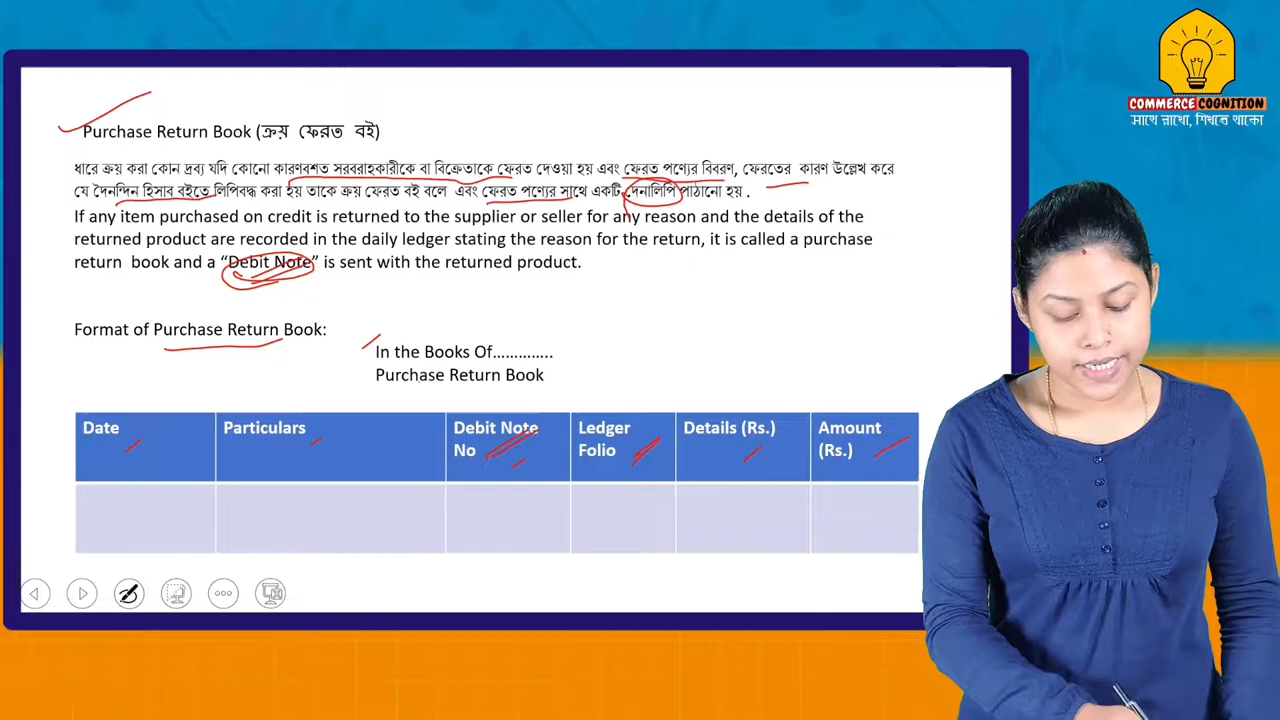 COMMERCE COGNITION
সাথে রাখো, শিখতে থাকো
Purchase Return Book (ক্রয় ফেরত বই)
ধারে ক্রয় করা কোন দ্রব্য যদি কোনো কারণবশত সরবরাহকারীকে বা বিক্রেতাকে ফেরত দেওয়া হয় এবং ফেরত পণ্যের বিবরণ, ফেরতের কারণ উল্লেখ করে
যে দৈনন্দিন হিসাব বইতে লিপিবদ্ধ করা হয় তাকে ক্রয় ফেরত বই বলে এবং ফেরত পণ্যের সাথে একটি দেনালিপি পাঠানো হয় .
If any item purchased on credit is returned to the supplier or seller for any reason and the details of the
returned product are recorded in the daily ledger stating the reason for the return, it is called a purchase
return book and a “Debit Note” is sent with the returned product.
Format of Purchase Return Book:
In the Books Of…………..
Purchase Return Book
Date Particulars Debit Note Ledger Details (Rs.) Amount
No Folio (Rs.)